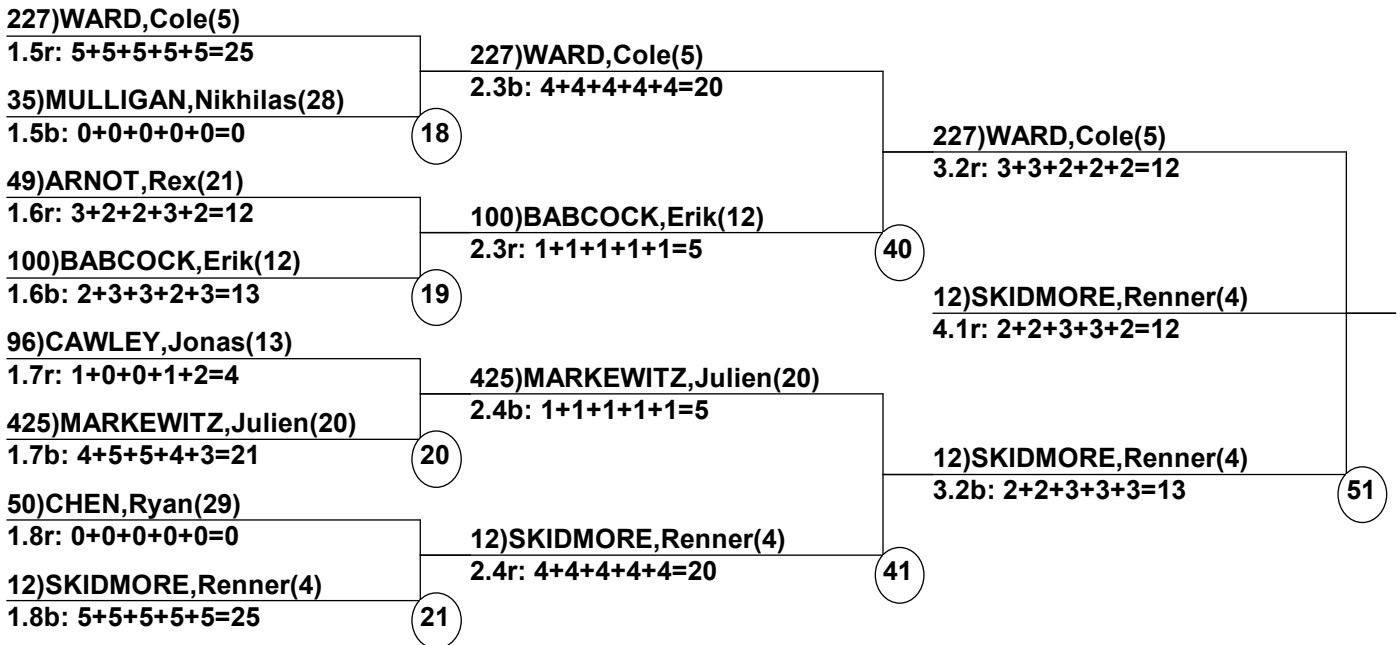 227)WARD,Cole(5)
1.5r: 5+5+5+5+5=25
35)MULLIGAN,Nikhilas(28)
1.5b: 0+0+0+0+0=0
18
49)ARNOT,Rex(21)
1.6r: 3+2+2+3+2=12
100)BABCOCK,Erik(12)
1.6b: 2+3+3+2+3=13
19
96)CAWLEY,Jonas(13)
1.7r: 1+0+0+1+2=4
425)MARKEWITZ,Julien(20)
1.7b: 4+5+5+4+3=21
20
50)CHEN,Ryan(29)
1.8r: 0+0+0+0+0=0
12)SKIDMORE,Renner(4)
1.8b: 5+5+5+5+5=25
21
227)WARD,Cole(5)
2.3b: 4+4+4+4+4=20
100)BABCOCK,Erik(12)
2.3r: 1+1+1+1+1=5
40
425)MARKEWITZ,Julien(20)
2.4b: 1+1+1+1+1=5
12)SKIDMORE,Renner(4)
2.4r: 4+4+4+4+4=20
41
227)WARD,Cole(5)
3.2r: 3+3+2+2+2=12
12)SKIDMORE,Renner(4)
4.1r: 2+2+3+3+2=12
12)SKIDMORE,Renner(4)
3.2b: 2+2+3+3+3=13
51